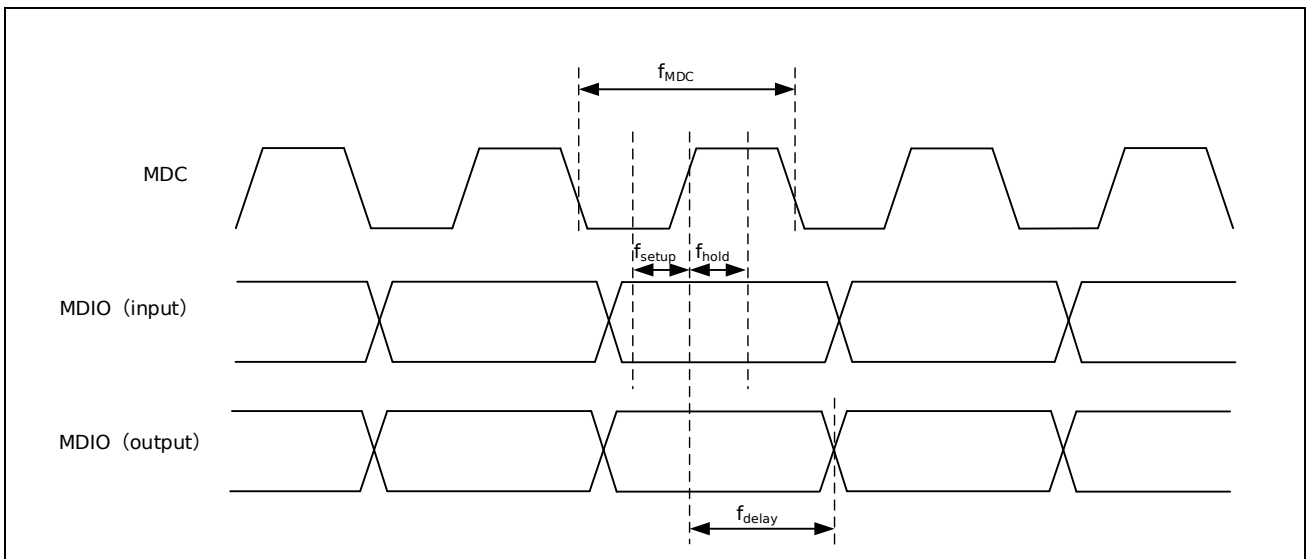 fMDC
MDC
fsetup
fhold
MDIO（input）
MDIO（output）
fdelay